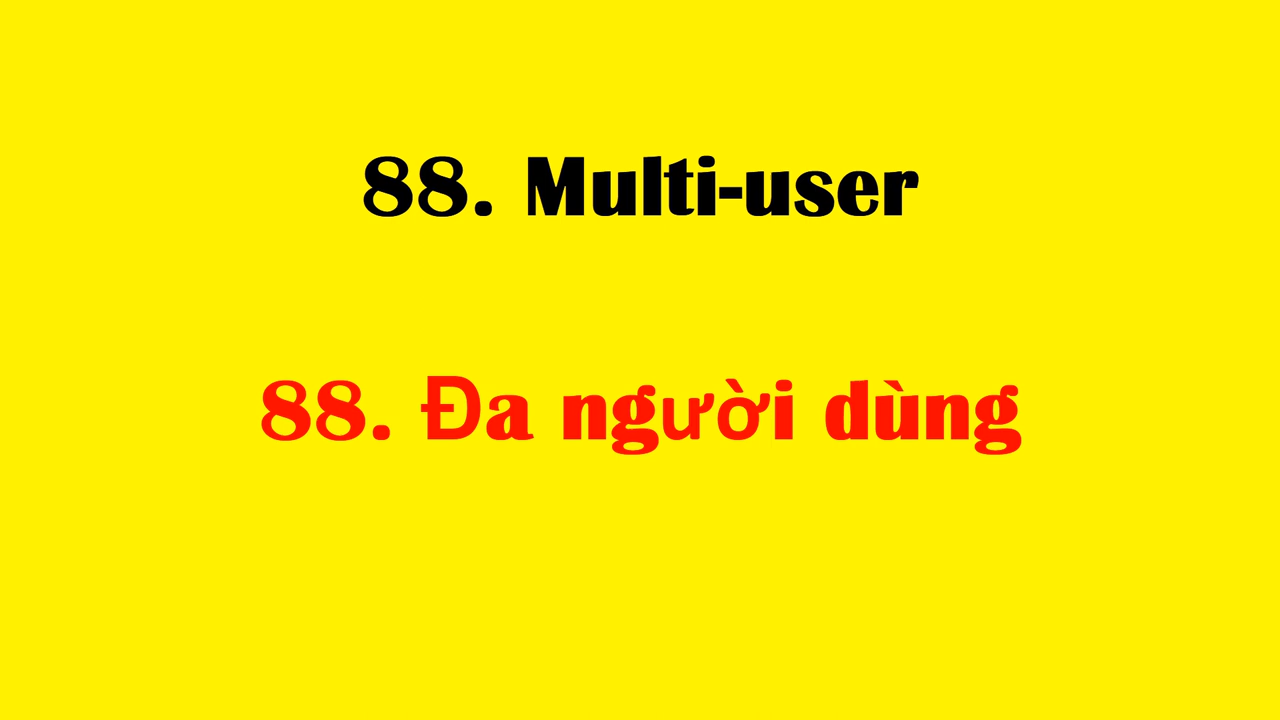 88. Multi-user
88. Đa người dùng